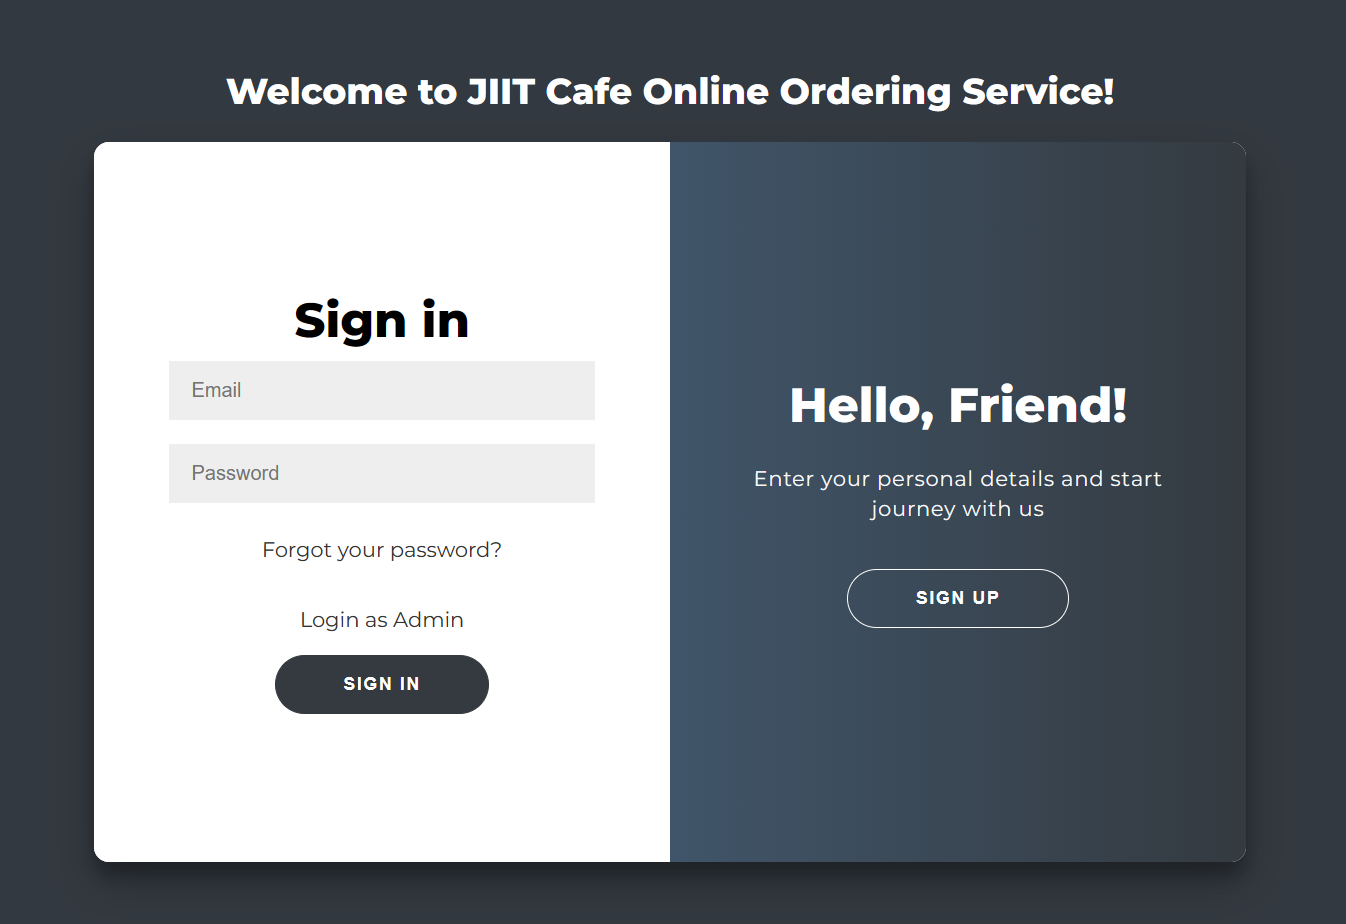 Welcome to JIIT Cafe Online Ordering Service!
Sign in
Email
Password
Forgot your password?
Login as Admin
SIGN IN
Hello, Friend!
Enter your personal details and start
journey with us
SIGN UP